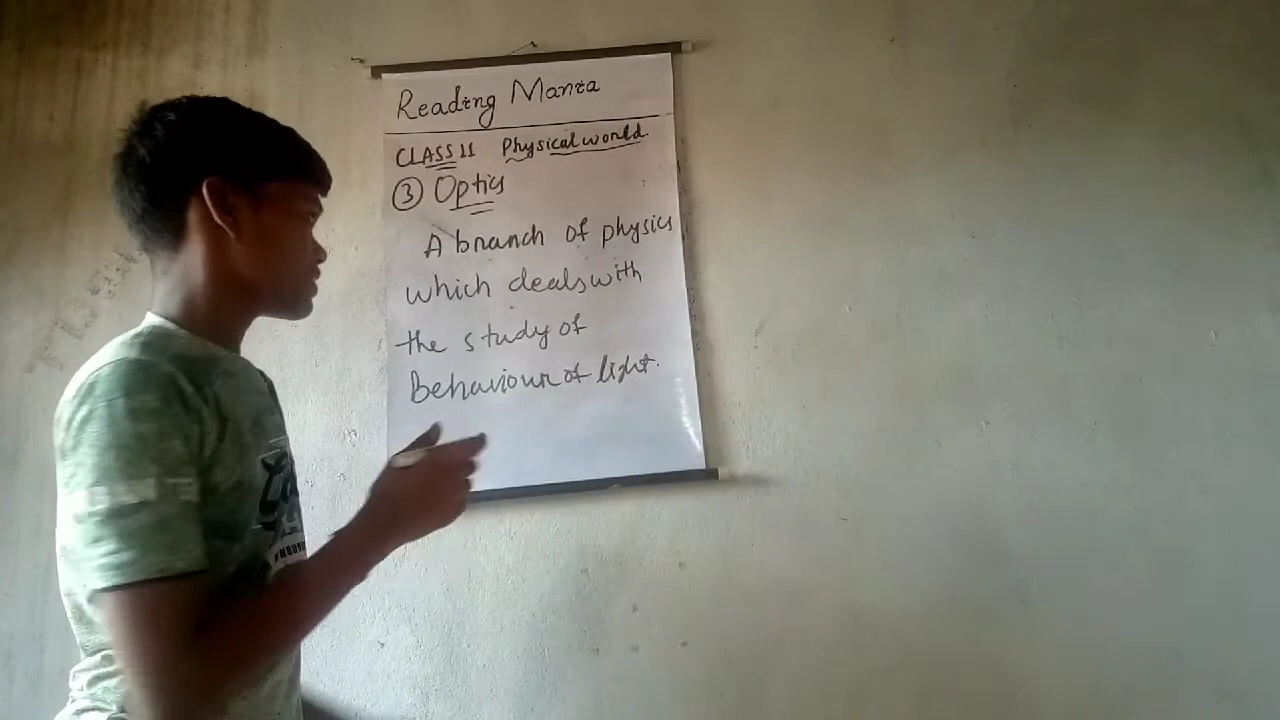 Reading Mania
CLASS 11 Physical world.
③ Optics
A branch of physics
which deals with
the study of
Behaviour of light.